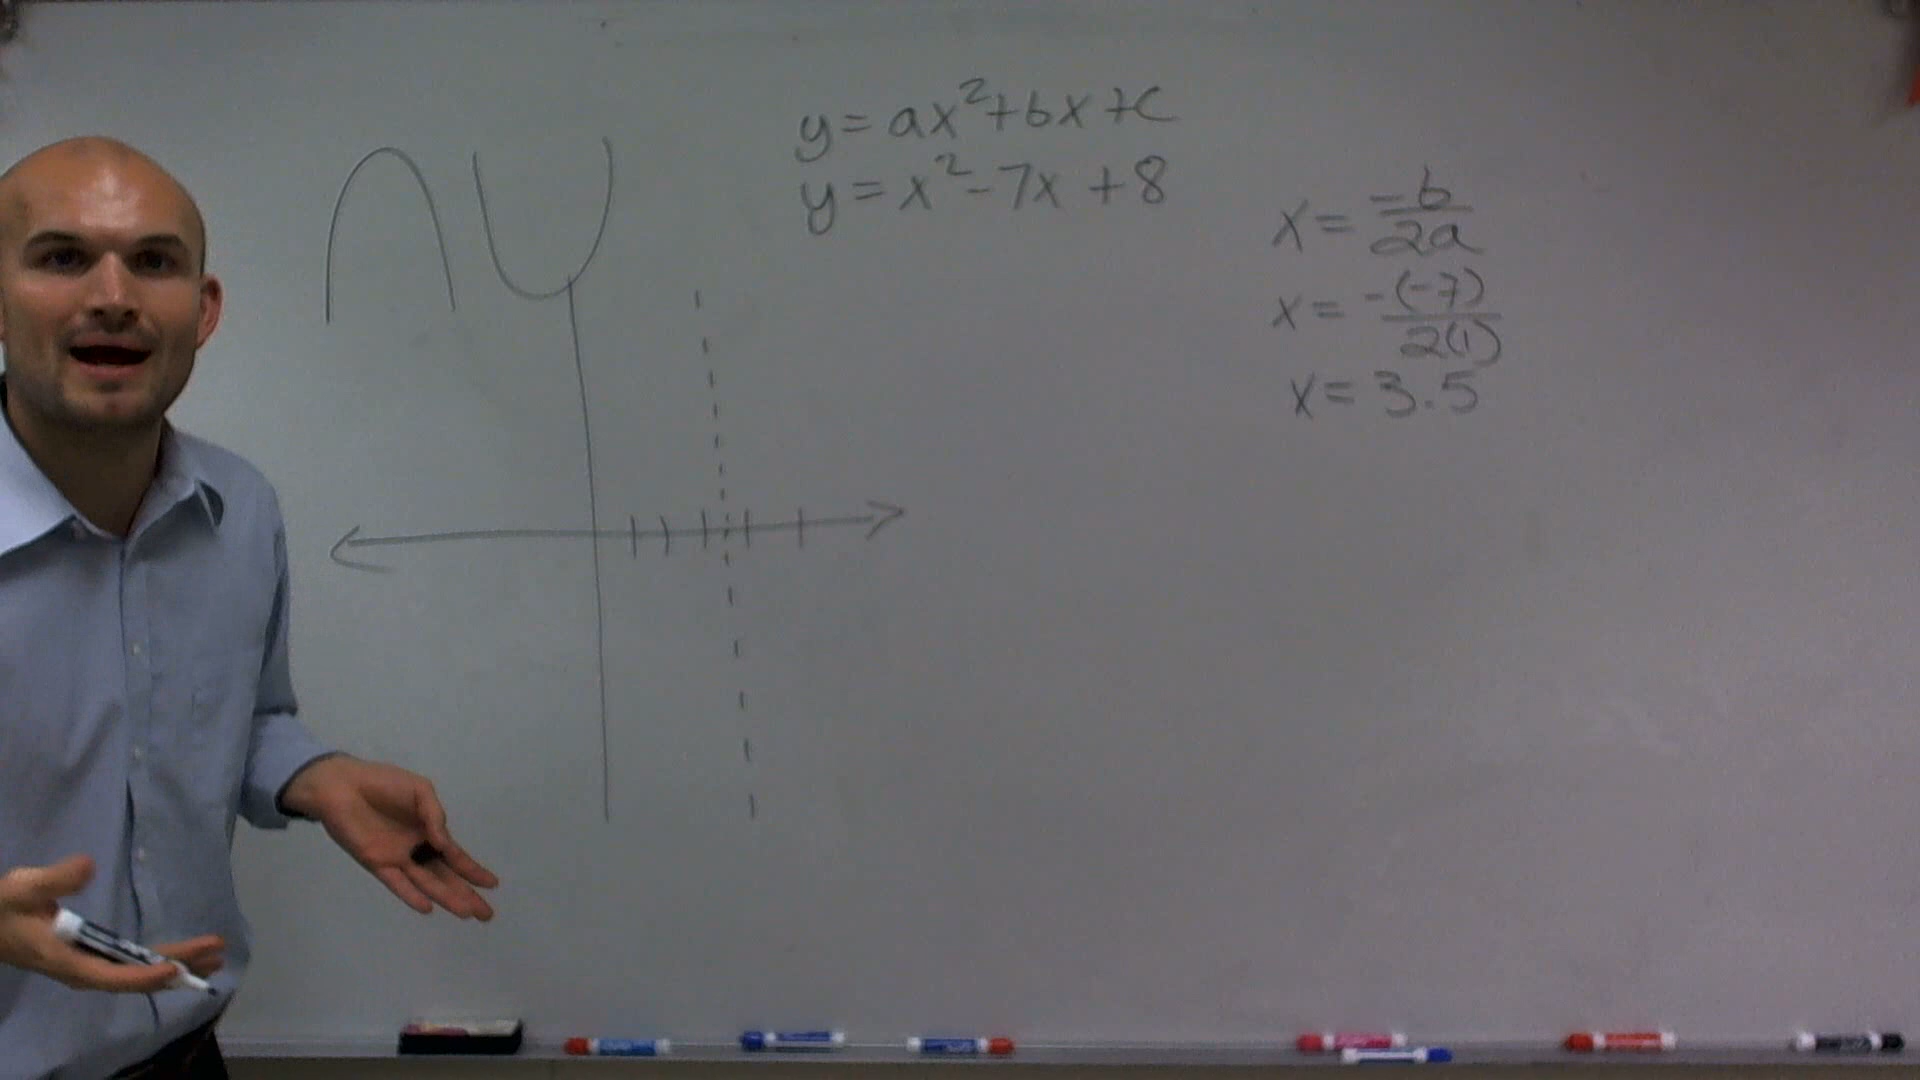 y = ax² + bx + c
y = x² - 7x + 8
x = -b/2a
x = -(-7)/2(1)
x = 3.5